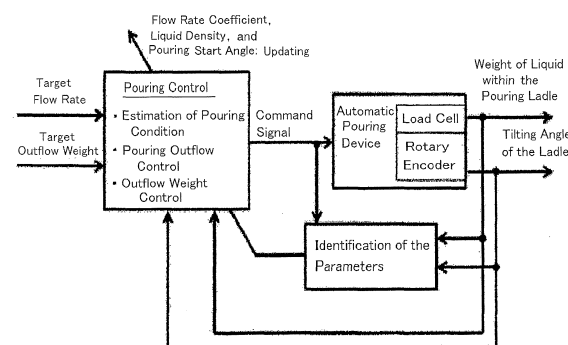 Flow Rate Coefficient,
Liquid Density, and
Pouring Start Angle: Updating
Target
Flow Rate
Target
Outflow Weight
Pouring Control
・Estimation of Pouring
Condition
・Pouring Outflow
Control
・Outflow Weight
Control
Command
Signal
Automatic
Pouring
Device
Load Cell
Rotary
Encoder
Weight of Liquid
within the
Pouring Ladle
Tilting Angle
of the Ladle
Identification of the
Parameters